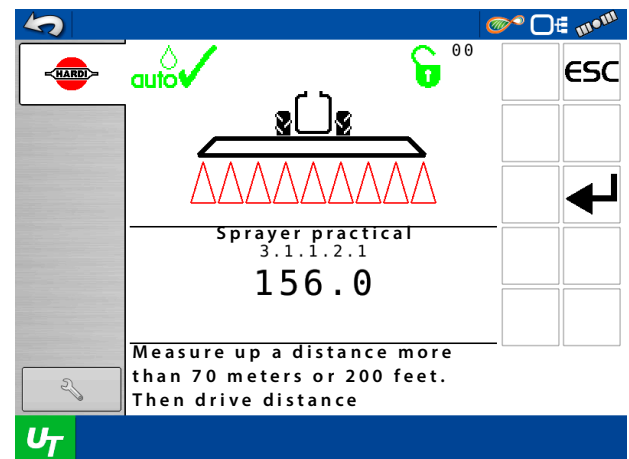 HARDI
auto
00
ESC
Sprayer practical
3.1.1.2.1
156.0
Measure up a distance more
than 70 meters or 200 feet.
Then drive distance
UT